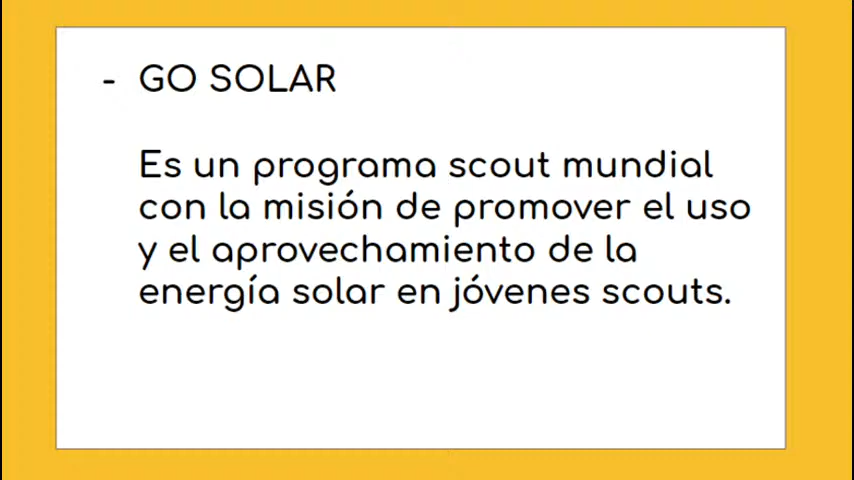 - GO SOLAR
Es un programa scout mundial
con la misión de promover el uso
y el aprovechamiento de la
energía solar en jóvenes scouts.